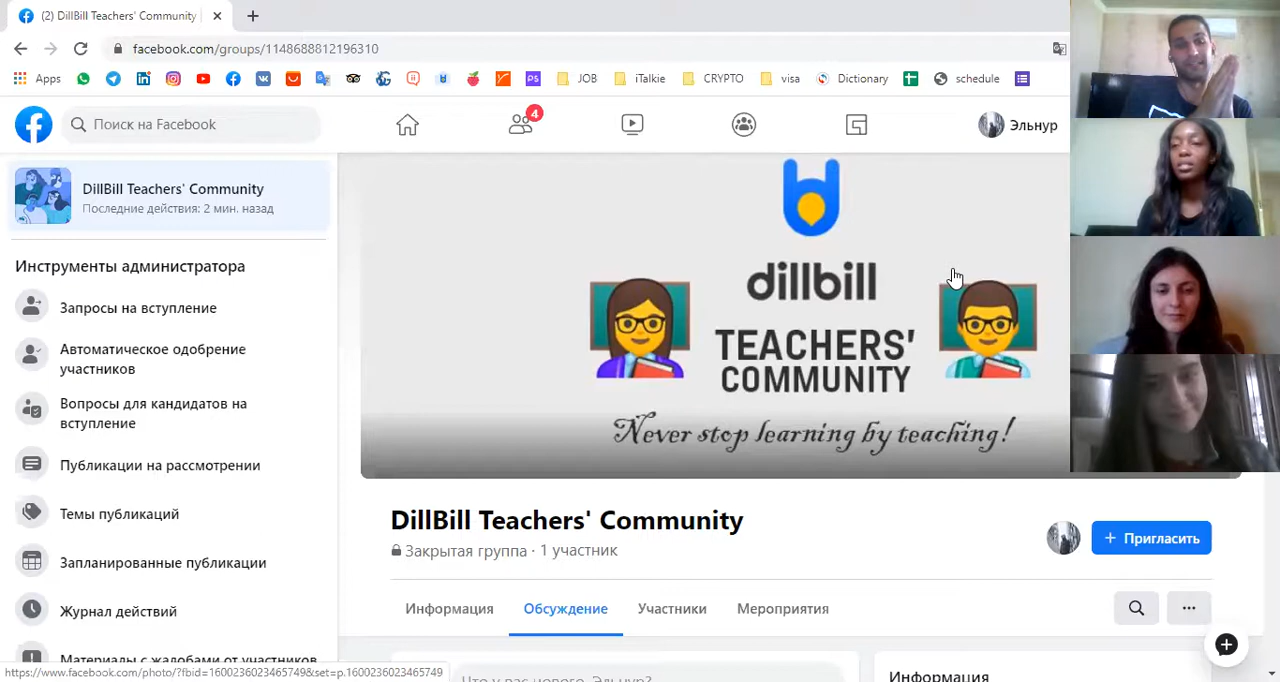 (2) DillBill Teachers' Community
facebook.com/groups/1148688812196310
Apps
JOB
iTalkie
CRYPTO
visa
Dictionary
schedule
Поиск на Facebook
4
Эльнур
DillBill Teachers' Community
Последние действия: 2 мин. назад
Инструменты администратора
Запросы на вступление
Автоматическое одобрение
участников
Вопросы для кандидатов на
вступление
Публикации на рассмотрении
Темы публикаций
Запланированные публикации
Журнал действий
Материалы с жалобами от участников
https://www.facebook.com/photo/?fbid=1600236023465749&set=p.1600236023465749
dillbill
TEACHERS'
COMMUNITY
Never stop learning by teaching!
DillBill Teachers' Community
Закрытая группа · 1 участник
+ Пригласить
Информация
Обсуждение
Участники
Мероприятия
Что у вас нового, Эльнур?
Информация